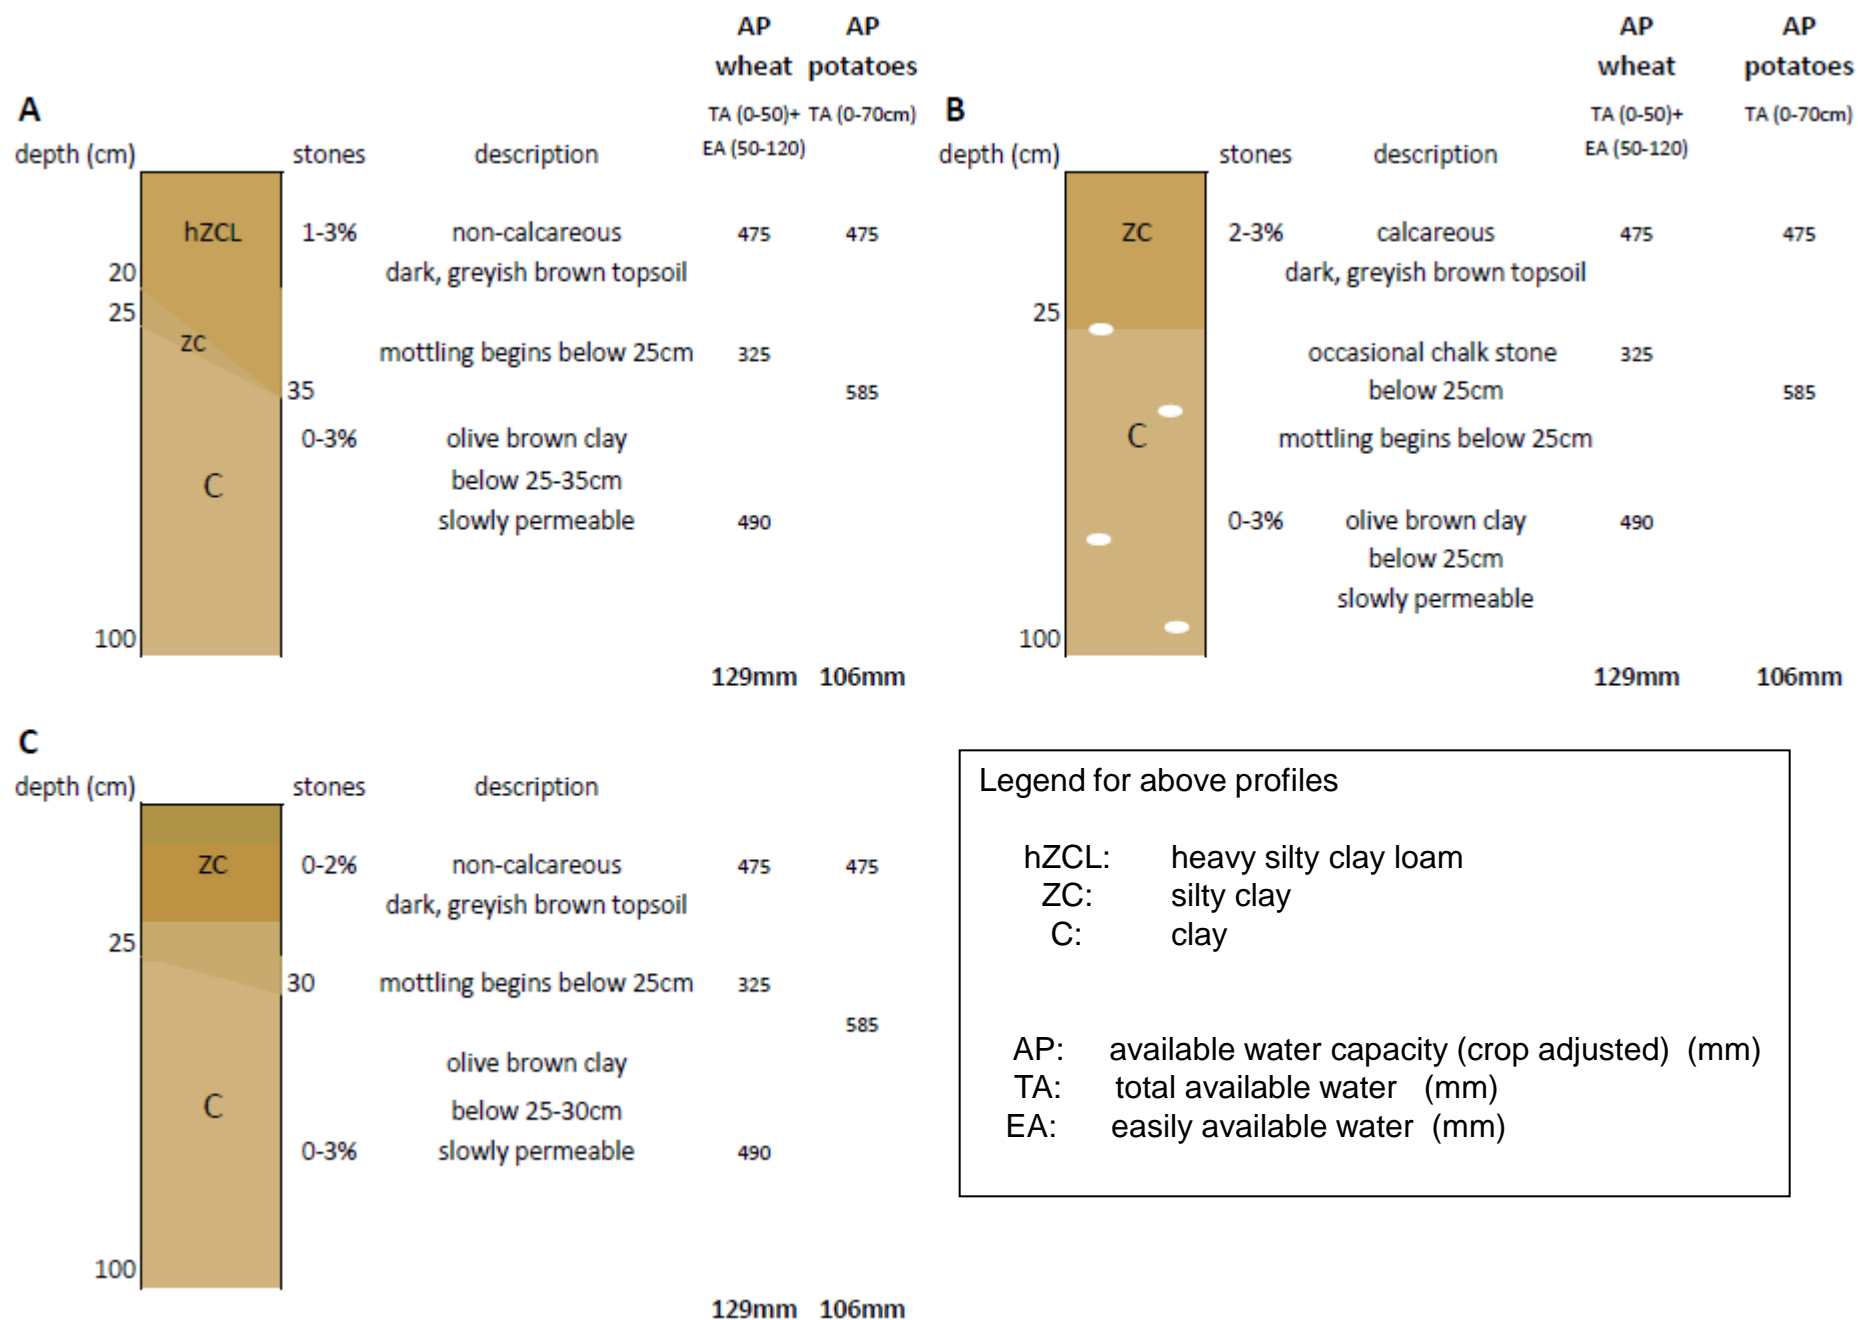 AP AP
wheat potatoes
A TA (0-50)+ TA (0-70cm)
depth (cm) stones description EA (50-120)
hZCL 1-3% non-calcareous 475 475
20 dark, greyish brown topsoil
25
ZC mottling begins below 25cm 325
35 585
0-3% olive brown clay
below 25-35cm
C
slowly permeable 490
100
129mm 106mm
AP AP
wheat potatoes
B TA (0-50)+ TA (0-70cm)
depth (cm) stones description EA (50-120)
ZC 2-3% calcareous 475 475
dark, greyish brown topsoil
25
occasional chalk stone 325
below 25cm 585
C mottling begins below 25cm
0-3% olive brown clay 490
below 25cm
slowly permeable
100
129mm 106mm
C
depth (cm) stones description
ZC 0-2% non-calcareous 475 475
dark, greyish brown topsoil
25
30 mottling begins below 25cm 325
585
olive brown clay
C below 25-30cm
0-3% slowly permeable 490
100
129mm 106mm
Legend for above profiles
hZCL: heavy silty clay loam
ZC: silty clay
C: clay
AP: available water capacity (crop adjusted) (mm)
TA: total available water (mm)
EA: easily available water (mm)